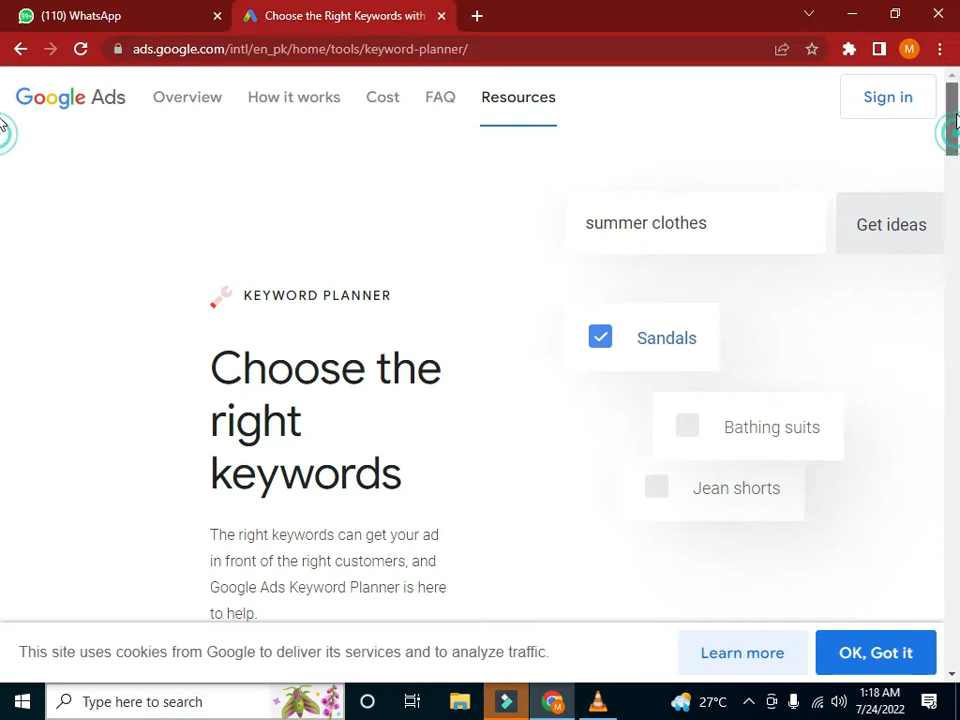 (110) WhatsApp
Choose the Right Keywords with
ads.google.com/intl/en_pk/home/tools/keyword-planner/
M
Google Ads
Overview
How it works
Cost
FAQ
Resources
Sign in
summer clothes
Get ideas
KEYWORD PLANNER
Sandals
Choose the
right
keywords
Bathing suits
Jean shorts
The right keywords can get your ad
in front of the right customers, and
Google Ads Keyword Planner is here
to help.
This site uses cookies from Google to deliver its services and to analyze traffic.
Learn more
OK, Got it
Type here to search
27°C
1:18 AM
7/24/2022